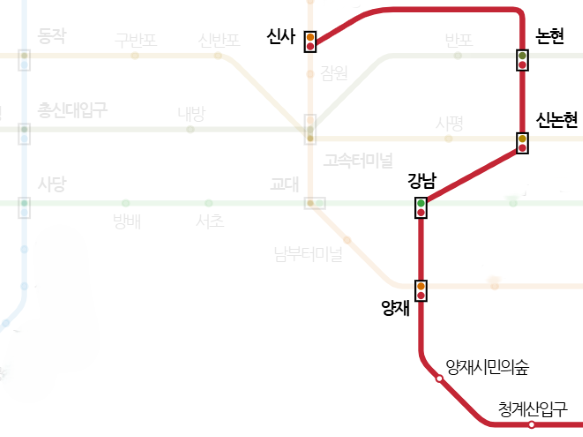 신사
논현
동작
구반포
신반포
반포
잠원
총신대입구
내방
사평
신논현
고속터미널
사당
교대
강남
방배
서초
남부터미널
양재
양재시민의숲
청계산입구